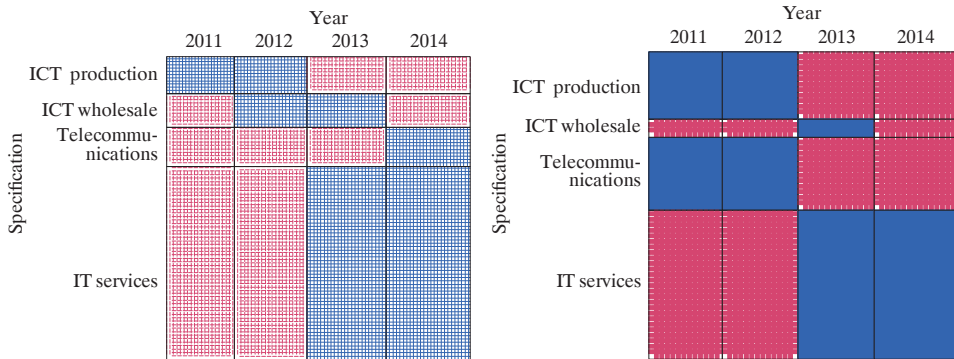 Year
2011 2012 2013 2014
Specification
ICT production
ICT wholesale
Telecommu-
nications
IT services
Year
2011 2012 2013 2014
Specification
ICT production
ICT wholesale
Telecommu-
nications
IT services